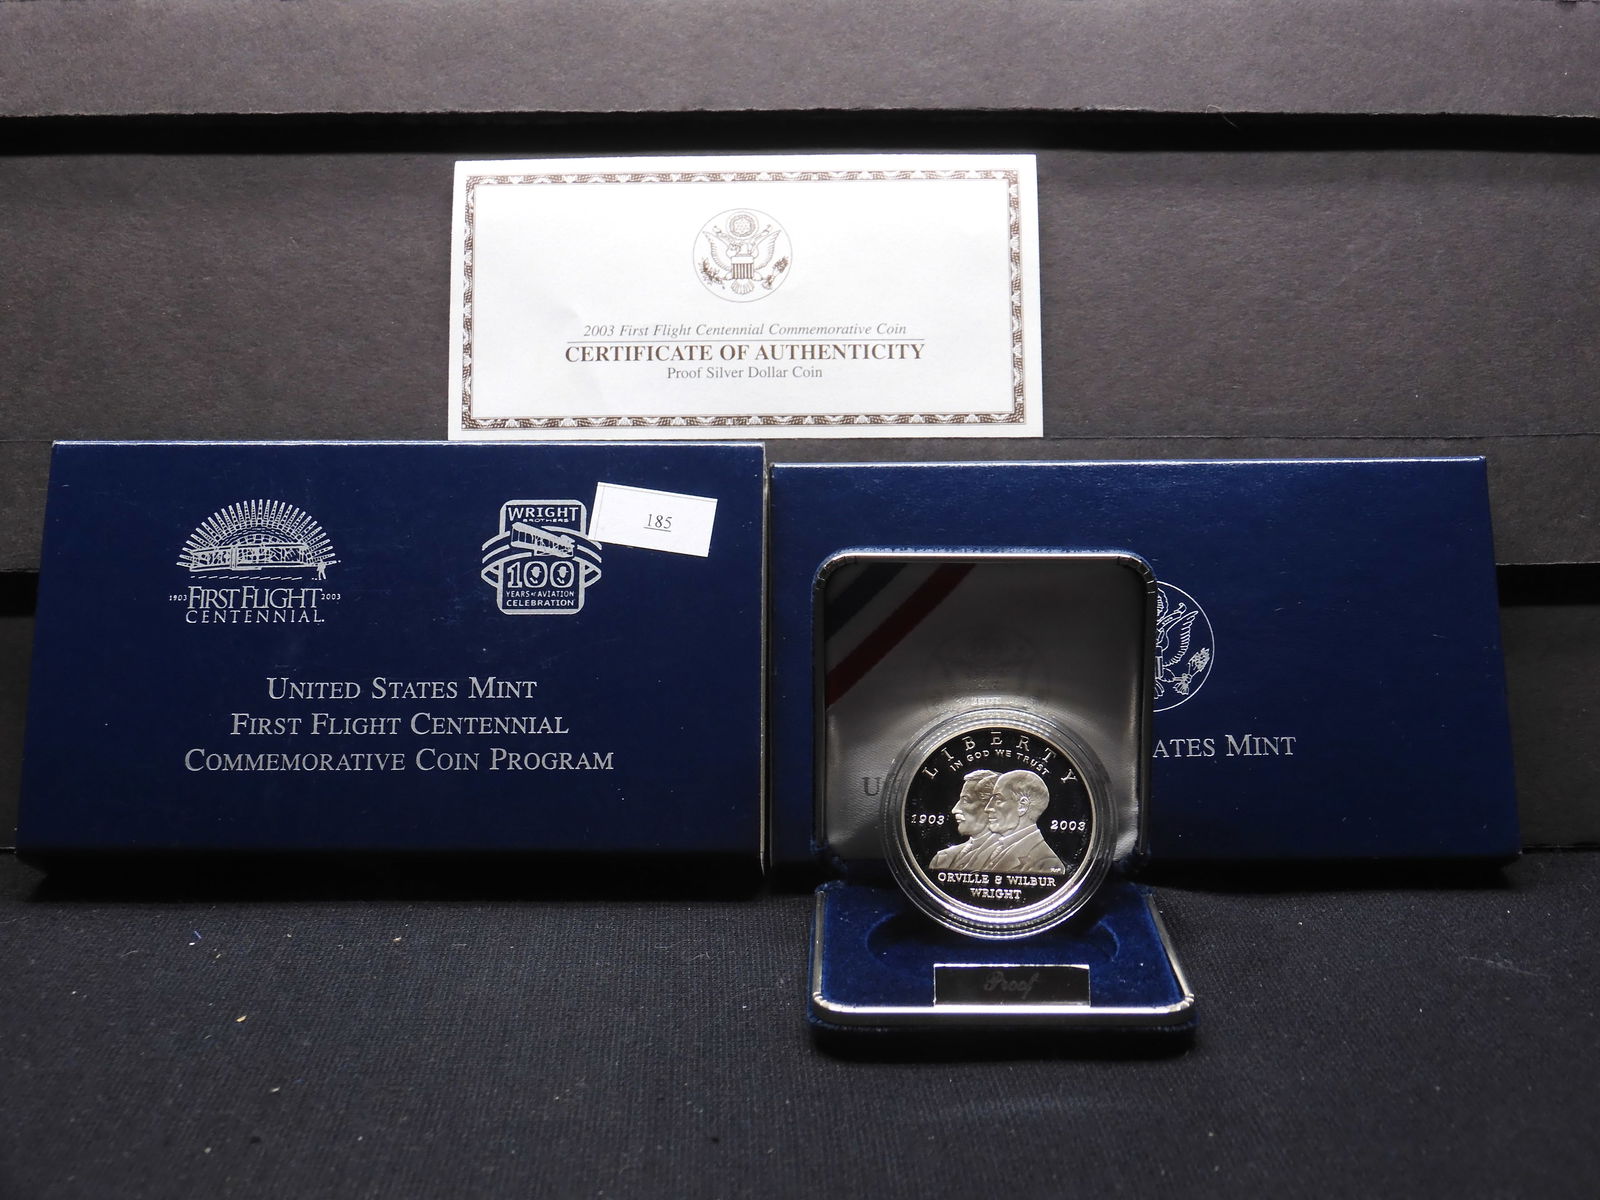 2003 First Flight Centennial Commemorative Coin
CERTIFICATE OF AUTHENTICITY
Proof Silver Dollar Coin
WRIGHT
BROTHERS
100
YEARS of AVIATION
CELEBRATION
185
1903 FIRST FLIGHT 2003
CENTENNIAL
UNITED STATES MINT
FIRST FLIGHT CENTENNIAL
COMMEMORATIVE COIN PROGRAM
ATES MINT
U
LIBERTY
IN GOD WE TRUST
1903 2003
ORVILLE & WILBUR
WRIGHT
Proof